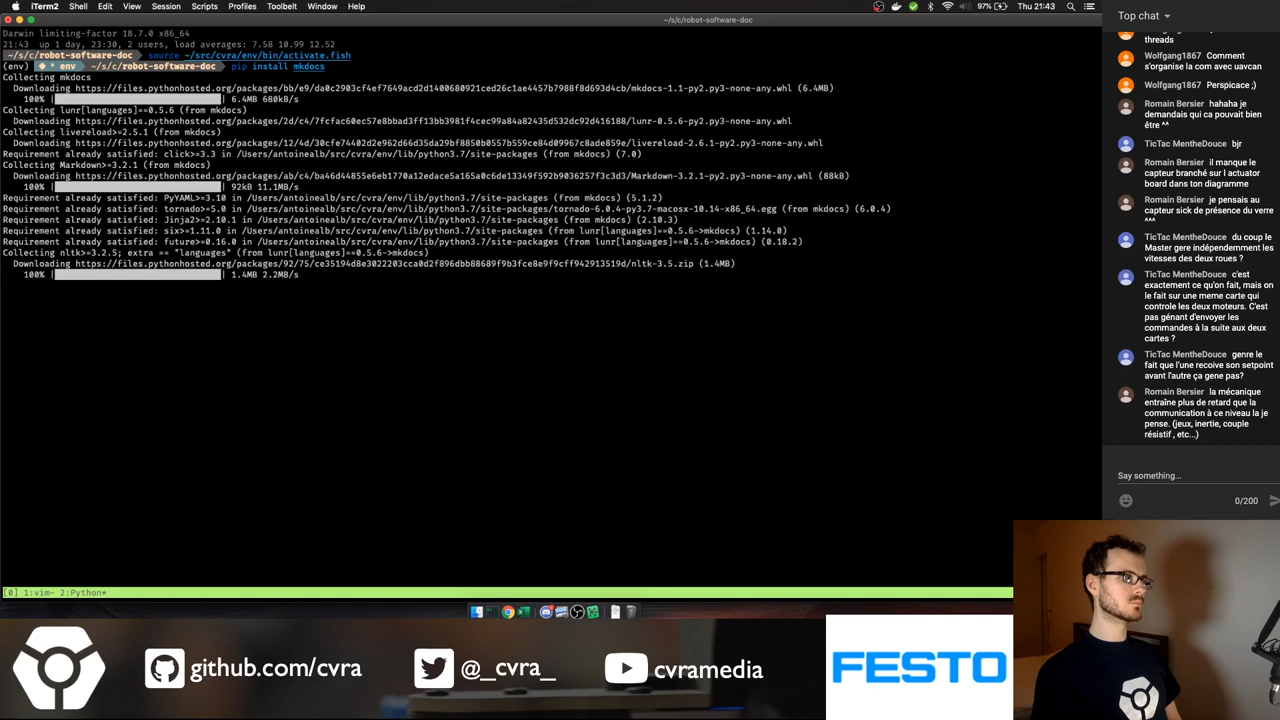 iTerm2 Shell Edit View Session Scripts Profiles Toolbelt Window Help
97% Thu 21:43
~/s/c/robot-software-doc
Darwin limiting-factor 18.7.0 x86_64
21:43 up 1 day, 23:30, 2 users, load averages: 7.58 10.99 12.52
~/s/c/robot-software-doc source ~/src/cvra/env/bin/activate.fish
(env) * env ~/s/c/robot-software-doc pip install mkdocs
Collecting mkdocs
Downloading https://files.pythonhosted.org/packages/bb/e9/da0c2903cf4ef7649acd2d1400680921ced26c1ae4457b7988f8d693d4cb/mkdocs-1.1-py2.py3-none-any.whl (6.4MB)
100% | | 6.4MB 680kB/s
Collecting lunr[languages]==0.5.6 (from mkdocs)
Downloading https://files.pythonhosted.org/packages/2d/c4/7fcfac60ec57e8bbad3ff13bb3981f4cec99a84a82435d532dc92d416188/lunr-0.5.6-py2.py3-none-any.whl
Collecting livereload>=2.5.1 (from mkdocs)
Downloading https://files.pythonhosted.org/packages/12/4d/30cfe74402d2e962d66d35da29bf8850b0557b511e9d04d09967c8ade859e/livereload-2.6.1-py2.py3-none-any.whl
Requirement already satisfied: click>=3.3 in /Users/antoinealb/src/cvra/env/lib/python3.7/site-packages (from mkdocs) (7.0)
Collecting Markdown>=3.2.1 (from mkdocs)
Downloading https://files.pythonhosted.org/packages/ab/c4/ba46d44855e6eb1770a12edace5a165a0c6de13349f592b9036257f3c3d3/Markdown-3.2.1-py2.py3-none-any.whl (88kB)
100% | | 92kB 11.1MB/s
Requirement already satisfied: PyYAML>=3.10 in /Users/antoinealb/src/cvra/env/lib/python3.7/site-packages (from mkdocs) (5.1.2)
Requirement already satisfied: tornado>=5.0 in /Users/antoinealb/src/cvra/env/lib/python3.7/site-packages/tornado-6.0.4-py3.7-macosx-10.14-x86_64.egg (from mkdocs) (6.0.4)
Requirement already satisfied: Jinja2>=2.10.1 in /Users/antoinealb/src/cvra/env/lib/python3.7/site-packages (from mkdocs) (2.10.3)
Requirement already satisfied: six>=1.11.0 in /Users/antoinealb/src/cvra/env/lib/python3.7/site-packages (from lunr[languages]==0.5.6->mkdocs) (1.14.0)
Requirement already satisfied: future>=0.16.0 in /Users/antoinealb/src/cvra/env/lib/python3.7/site-packages (from lunr[languages]==0.5.6->mkdocs) (0.18.2)
Collecting nltk>=3.2.5; extra == "languages" (from lunr[languages]==0.5.6->mkdocs)
Downloading https://files.pythonhosted.org/packages/92/75/ce35194d8e3022203cca0d2f896dbb88689f9b3fce8e9f9cff942913519d/nltk-3.5.zip (1.4MB)
100% | | 1.4MB 2.2MB/s
[0] 1:vim- 2:Python*
Top chat
threads
Wolfgang1867 Comment
s'organise la com avec uavcan
Wolfgang1867 Perspicace ;)
Romain Bersier hahaha je
demandais qui ca pouvait bien
être ^^
TicTac MentheDouce bjr
Romain Bersier il manque le
capteur branché sur l actuator
board dans ton diagramme
Romain Bersier je pensais au
capteur sick de présence du verre
^^
TicTac MentheDouce du coup le
Master gere indépendemment les
vitesses des deux roues ?
TicTac MentheDouce c'est
exactement ce qu'on fait, mais on
le fait sur une meme carte qui
controle les deux moteurs. C'est
pas génant d'envoyer les
commandes à la suite aux deux
cartes ?
TicTac MentheDouce genre le
fait que l'une recoive son setpoint
avant l'autre ça gene pas?
Romain Bersier la mécanique
entraîne plus de retard que la
communication à ce niveau la je
pense. (jeux, inertie, couple
résistif , etc...)
Say something...
0/200
github.com/cvra
@_cvra_
cvramedia
FESTO